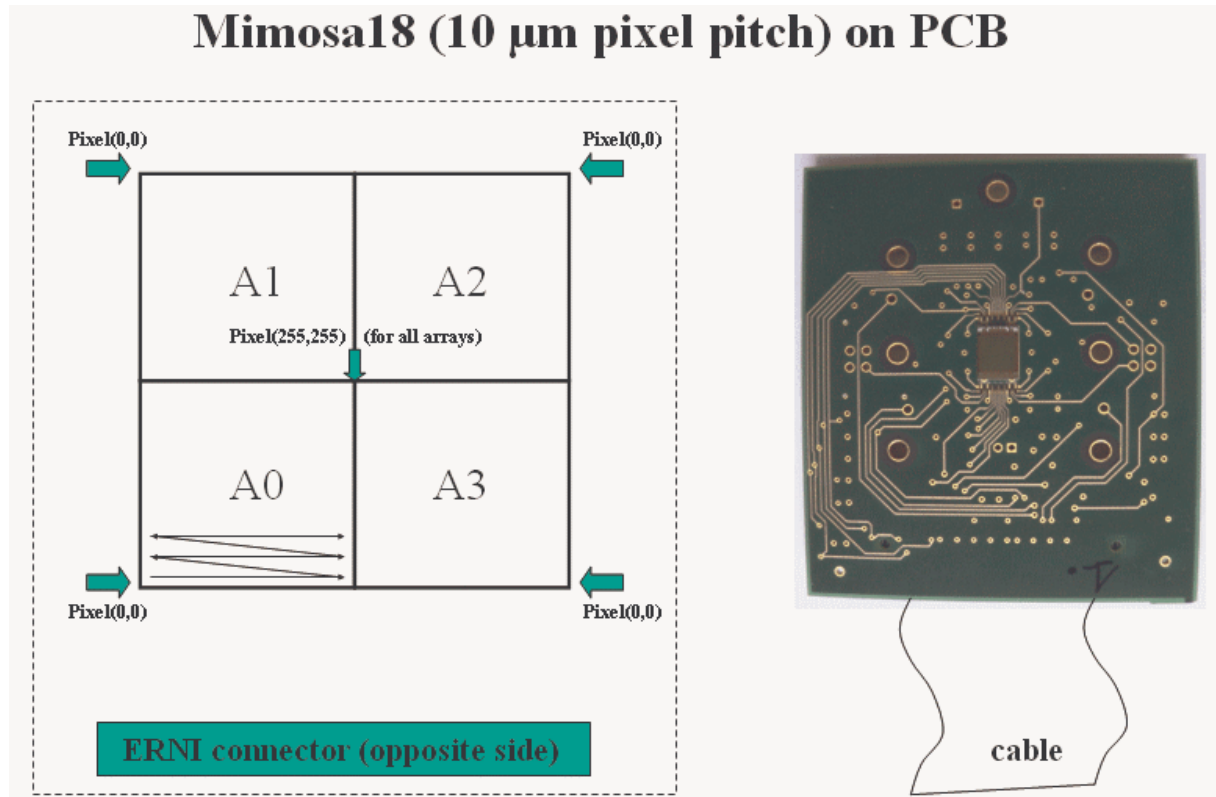 Mimosa18 (10 µm pixel pitch) on PCB
Pixel(0,0)
Pixel(0,0)
A1
A2
Pixel(255,255) (for all arrays)
A0
A3
Pixel(0,0)
Pixel(0,0)
ERNI connector (opposite side)
cable